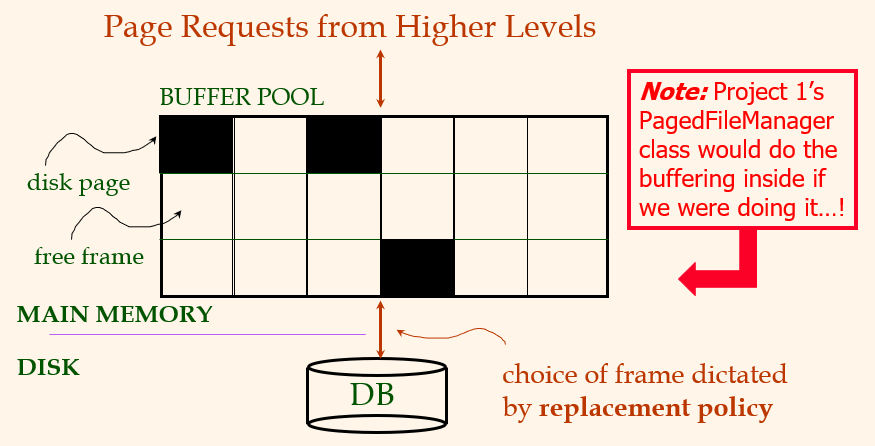 Page Requests from Higher Levels
BUFFER POOL
Note: Project 1's
PagedFileManager
class would do the
buffering inside if
we were doing it...!
disk page
free frame
MAIN MEMORY
DISK
DB
choice of frame dictated
by replacement policy